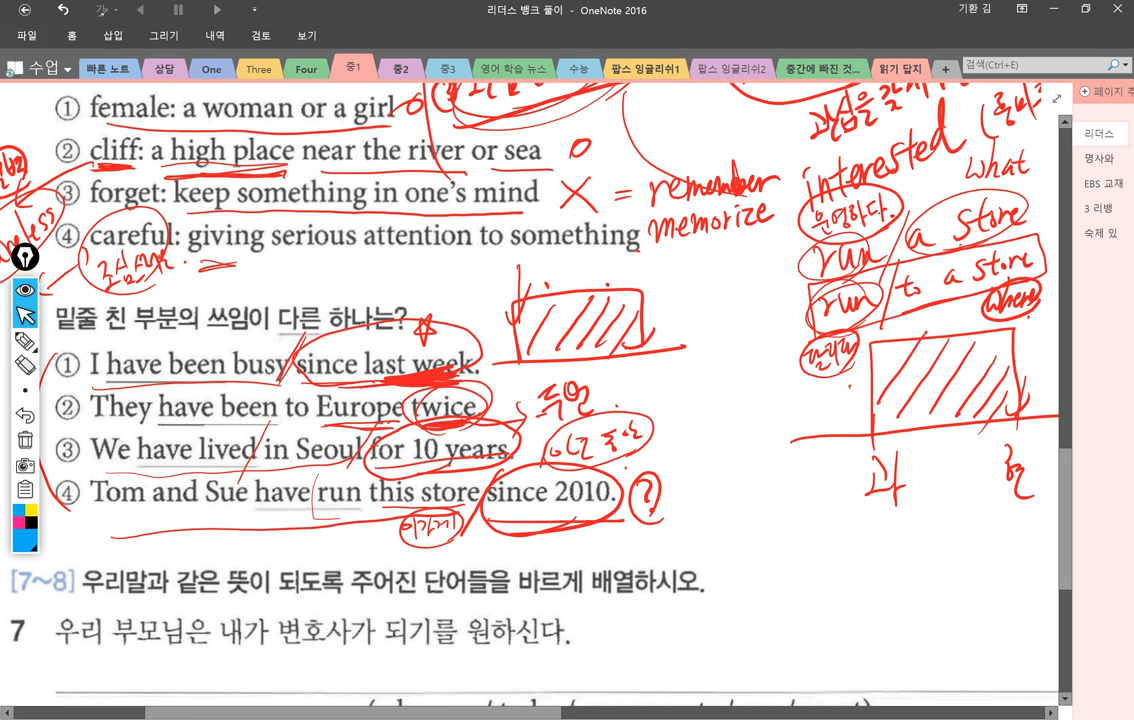 리더스 뱅크 풀이 - OneNote 2016
기환 김
파일 홈 삽입 그리기 내역 검토 보기
수업 빠른 노트 상담 One Three Four 중1 중2 중3 영어 학습 뉴스 수능 팝스 잉글리쉬1 팝스 잉글리쉬2 중간에 빠진 것... 읽기 답지 + 검색(Ctrl+E)
페이지 추
리더스
명사와
EBS 교재
3 리뱅
숙제 있
① female: a woman or a girl
② cliff: a high place near the river or sea
③ forget: keep something in one's mind X = remember
memorize
④ careful: giving serious attention to something
관심을
interested
what
운영하다.
run / a store
run / to a store
where
밑줄 친 부분의 쓰임이 다른 하나는?
① I have been busy since last week.
② They have been to Europe twice.
③ We have lived in Seoul for 10 years.
④ Tom and Sue have run this store since 2010. ?
이가게
과
현
[7~8] 우리말과 같은 뜻이 되도록 주어진 단어들을 바르게 배열하시오.
7 우리 부모님은 내가 변호사가 되기를 원하신다.